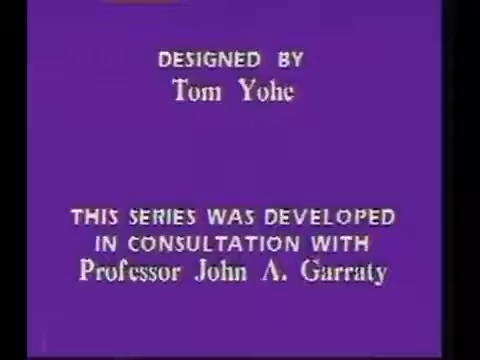 DESIGNED BY
Tom Yohe
THIS SERIES WAS DEVELOPED
IN CONSULTATION WITH
Professor John A. Garraty